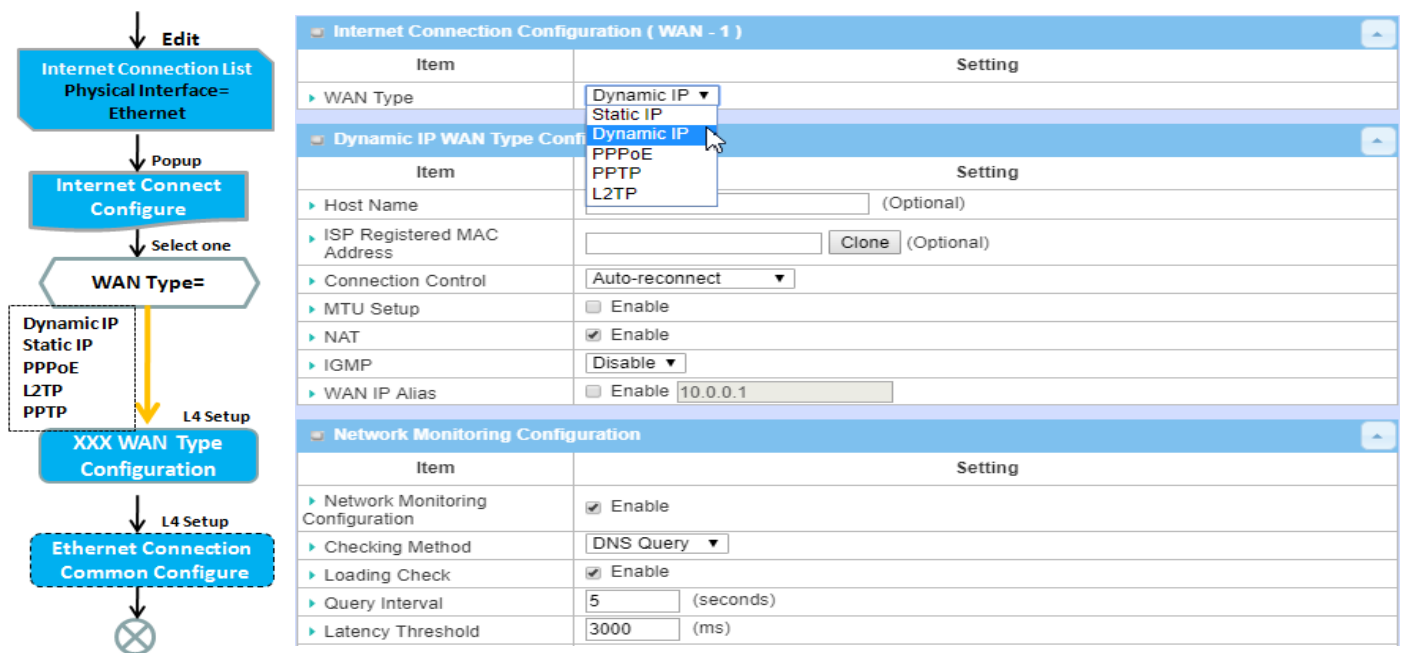 Edit
Internet Connection List
Physical Interface=
Ethernet
Popup
Internet Connect
Configure
Select one
WAN Type=
Dynamic IP
Static IP
PPPoE
L2TP
PPTP
L4 Setup
XXX WAN Type
Configuration
L4 Setup
Ethernet Connection
Common Configure
Internet Connection Configuration ( WAN - 1 )
Item Setting
WAN Type Dynamic IP
Static IP
Dynamic IP
PPPoE
PPTP
L2TP
Dynamic IP WAN Type Confi
Item Setting
Host Name (Optional)
ISP Registered MAC
Address Clone (Optional)
Connection Control Auto-reconnect
MTU Setup Enable
NAT Enable
IGMP Disable
WAN IP Alias Enable 10.0.0.1
Network Monitoring Configuration
Item Setting
Network Monitoring
Configuration Enable
Checking Method DNS Query
Loading Check Enable
Query Interval 5 (seconds)
Latency Threshold 3000 (ms)